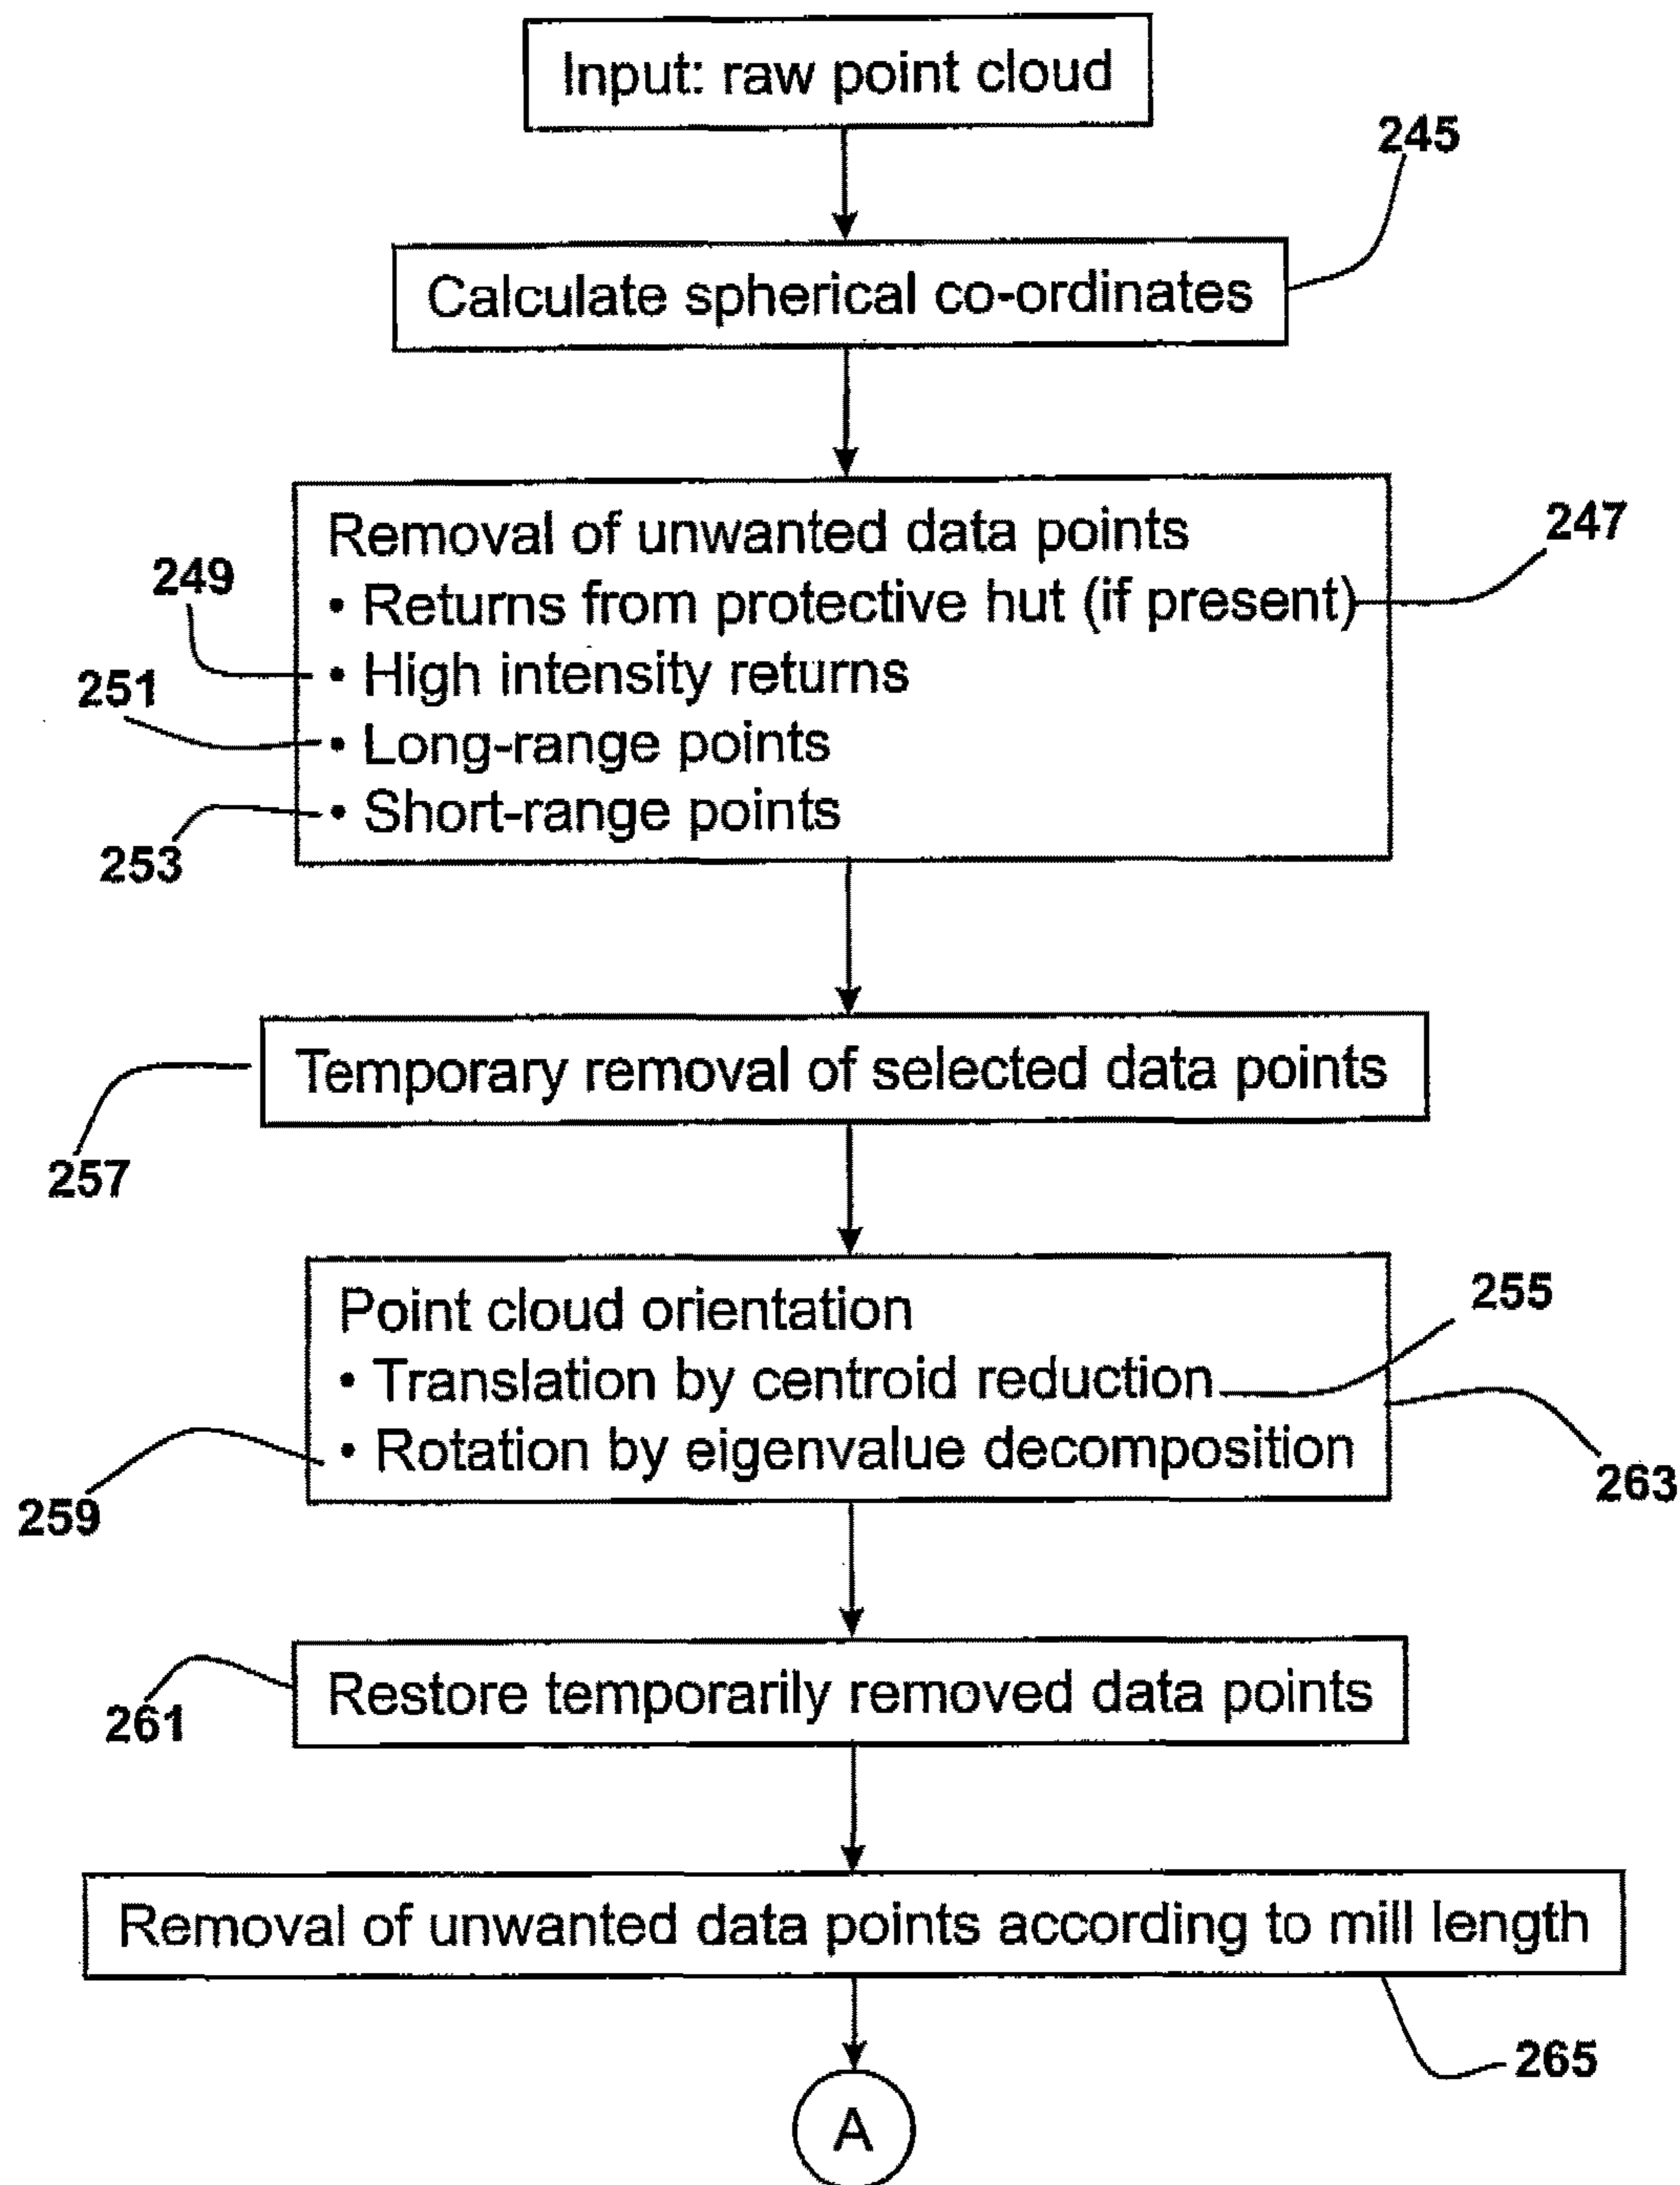 Input: raw point cloud
245
Calculate spherical co-ordinates
Removal of unwanted data points
247
249
• Returns from protective hut (if present)
• High intensity returns
251
• Long-range points
• Short-range points
253
Temporary removal of selected data points
257
Point cloud orientation
255
• Translation by centroid reduction
• Rotation by eigenvalue decomposition
263
259
Restore temporarily removed data points
261
Removal of unwanted data points according to mill length
265
A